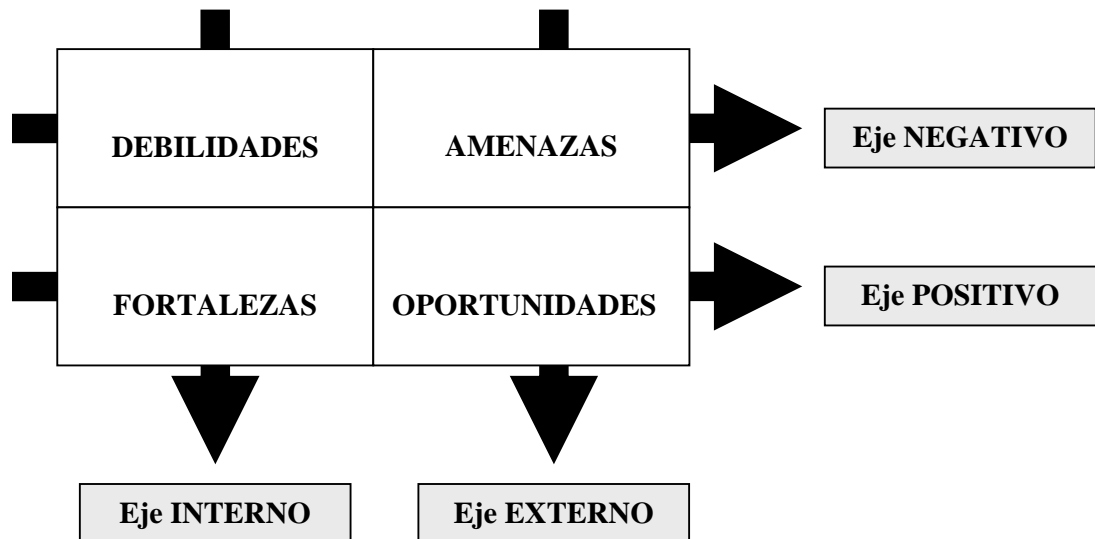 DEBILIDADES
AMENAZAS
Eje NEGATIVO
FORTALEZAS
OPORTUNIDADES
Eje POSITIVO
Eje INTERNO
Eje EXTERNO